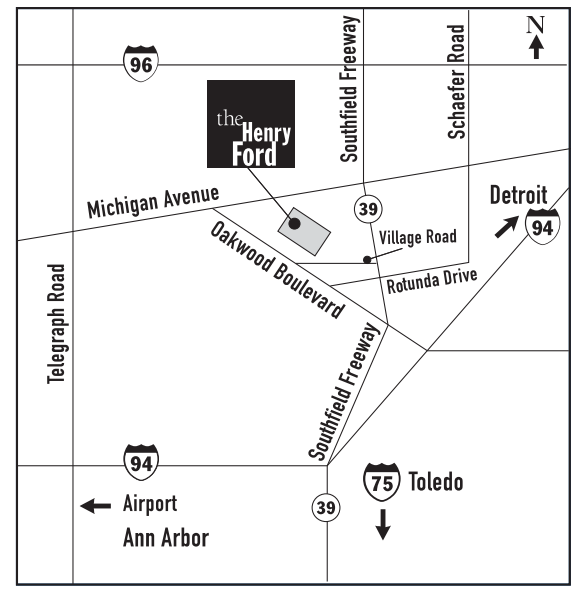 N
96
Southfield Freeway
Schaefer Road
the
Henry
Ford
Michigan Avenue
39
Detroit
94
Village Road
Oakwood Boulevard
Rotunda Drive
Telegraph Road
Southfield Freeway
94
75
Toledo
Airport
39
Ann Arbor